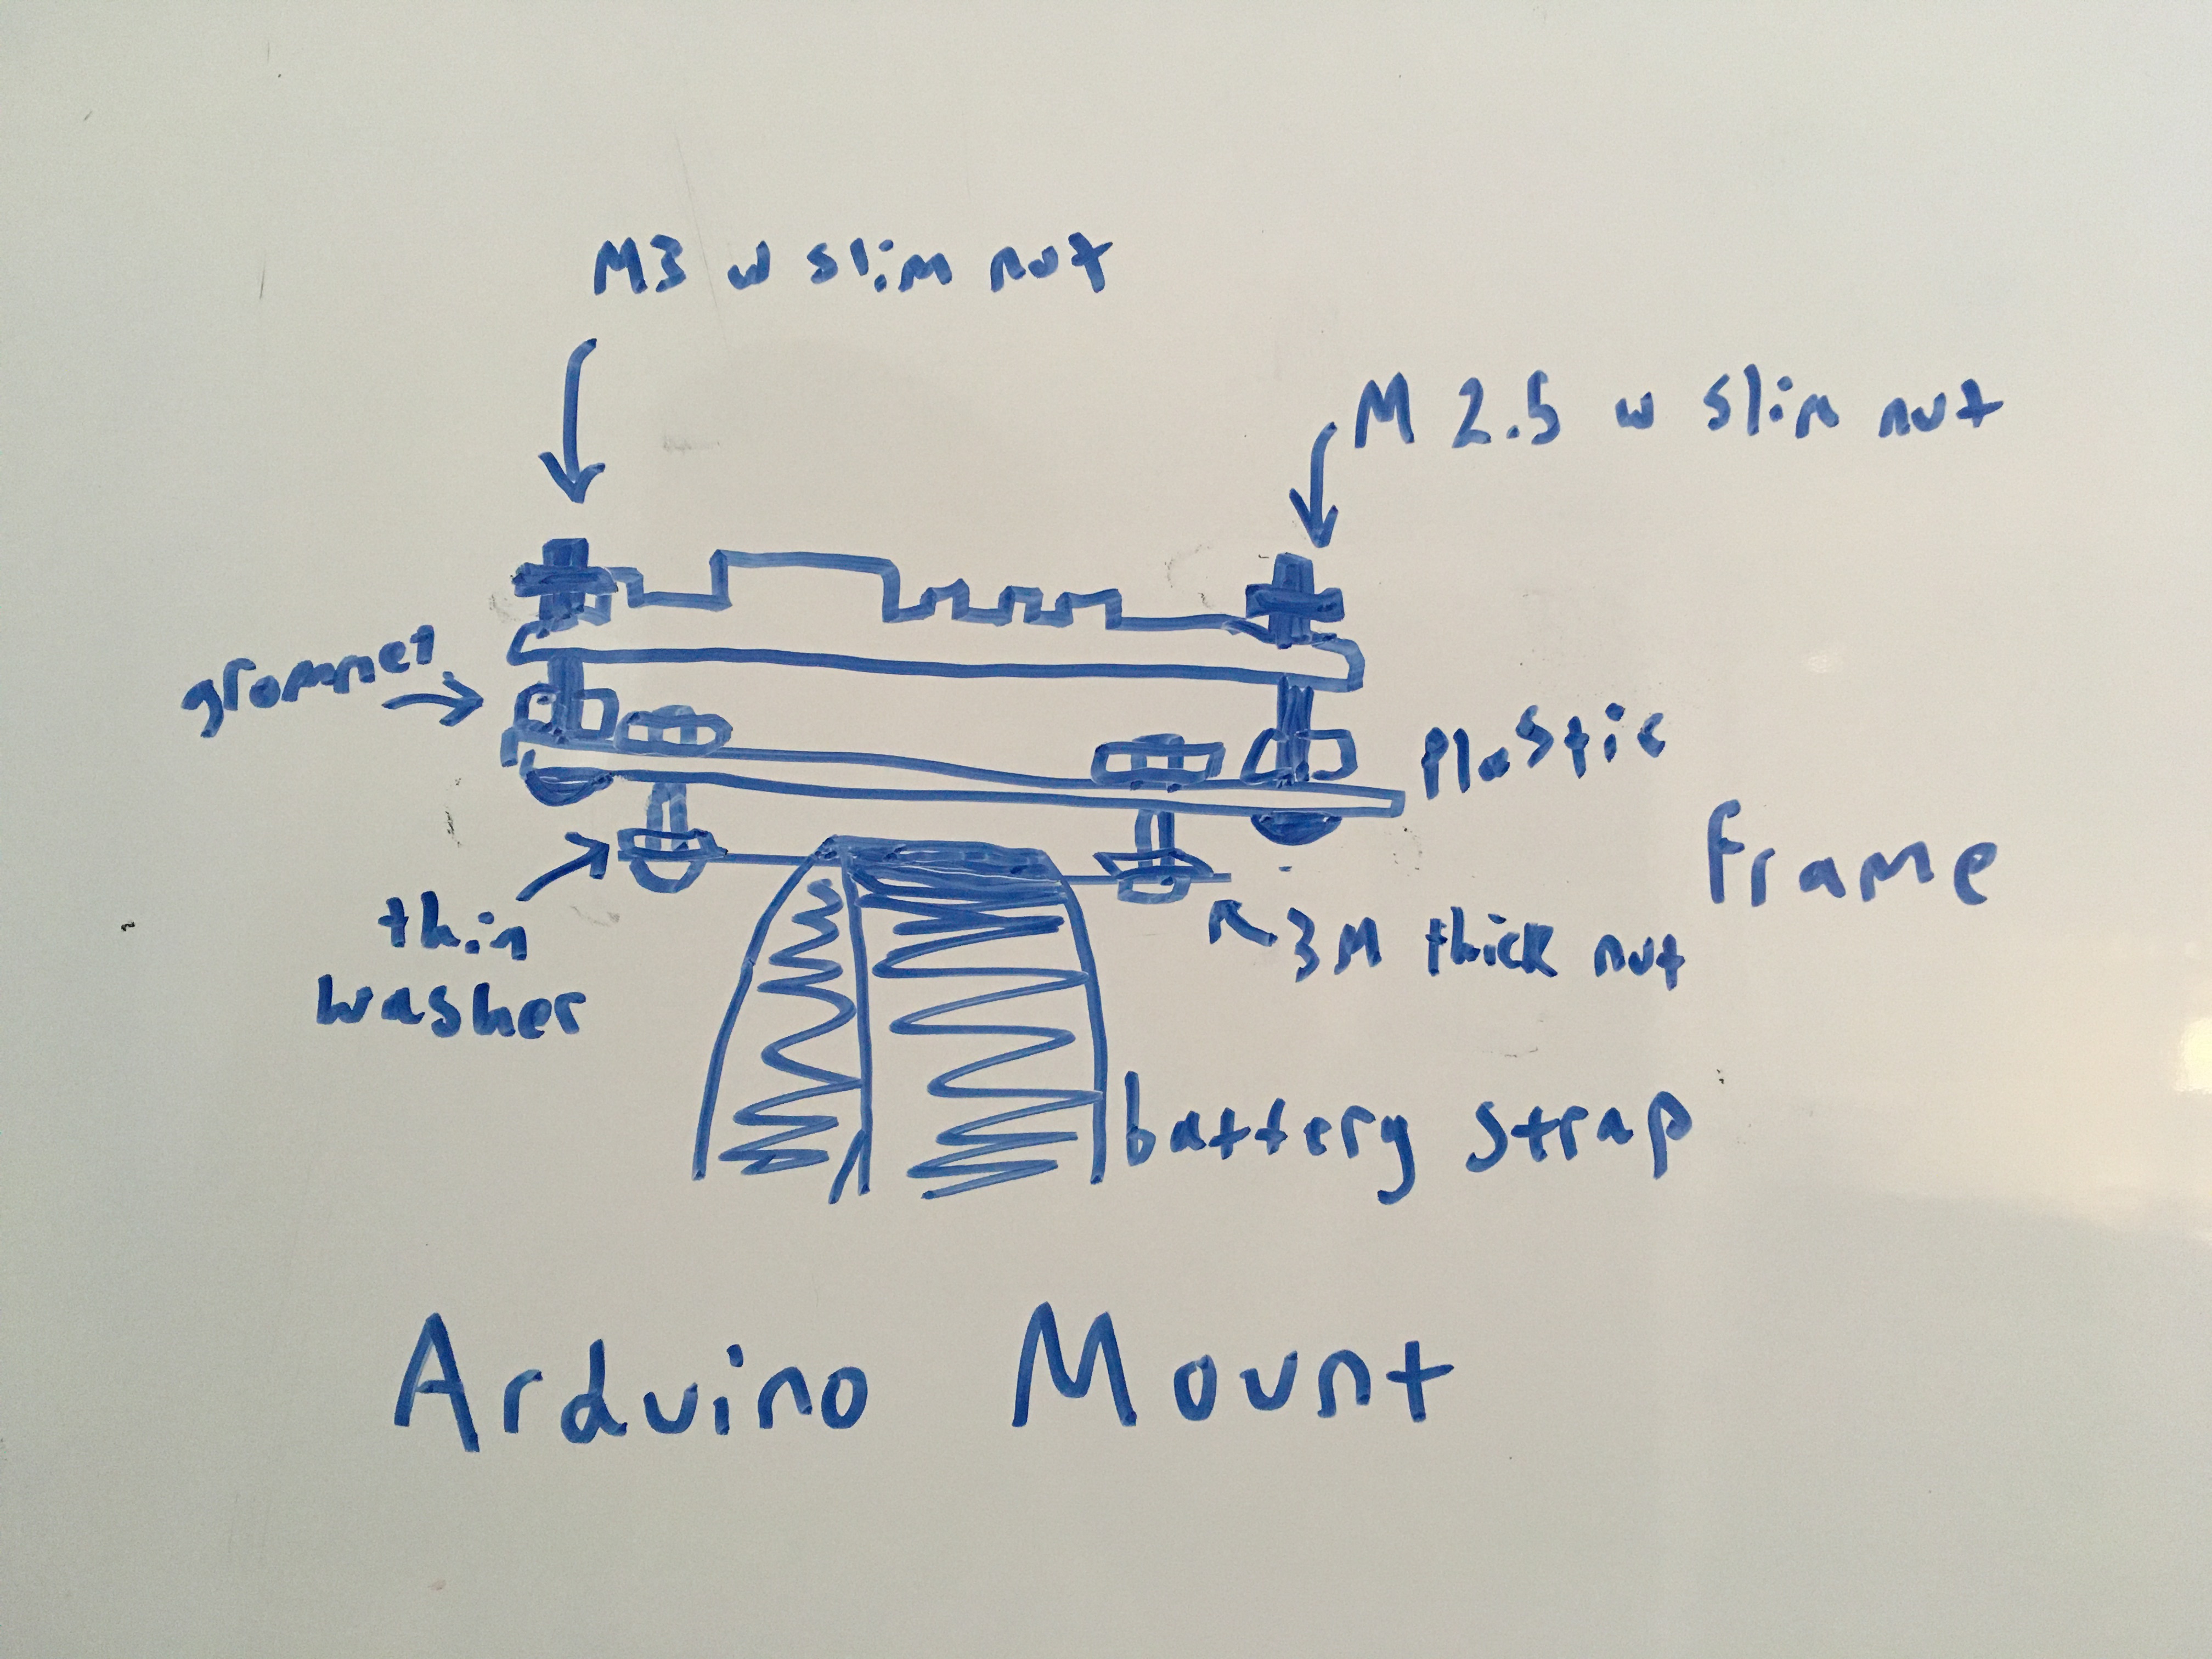 M3 w slim nut
M 2.5 w slim nut
grommet
plastic
frame
thin
washer
3M thick nut
battery strap
Arduino Mount